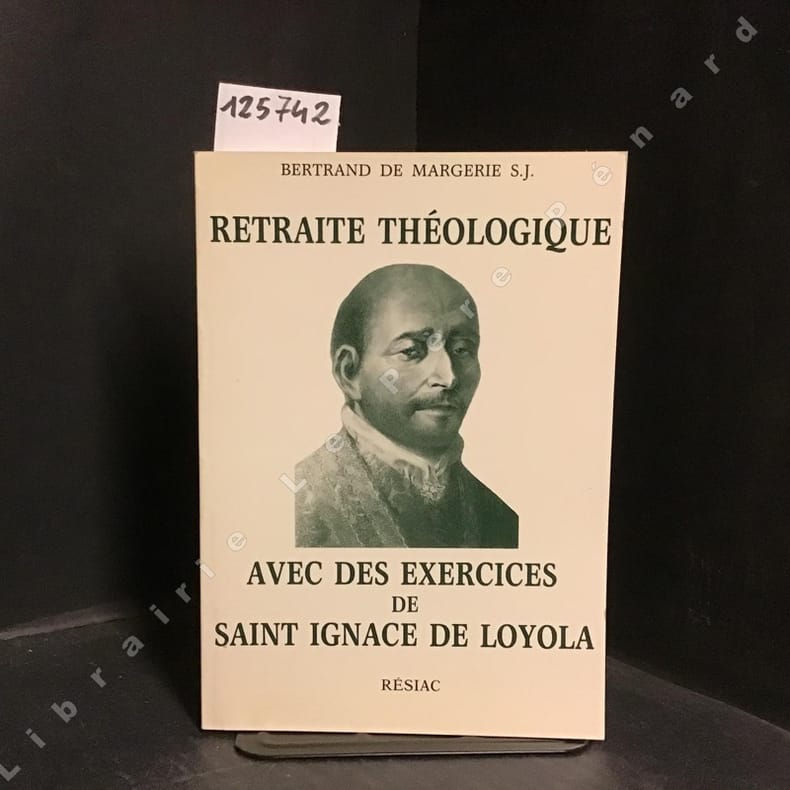 125742
BERTRAND DE MARGERIE S.J.
RETRAITE THÉOLOGIQUE
AVEC DES EXERCICES
DE
SAINT IGNACE DE LOYOLA
RÉSIAC
Librairie Le Père Pénard